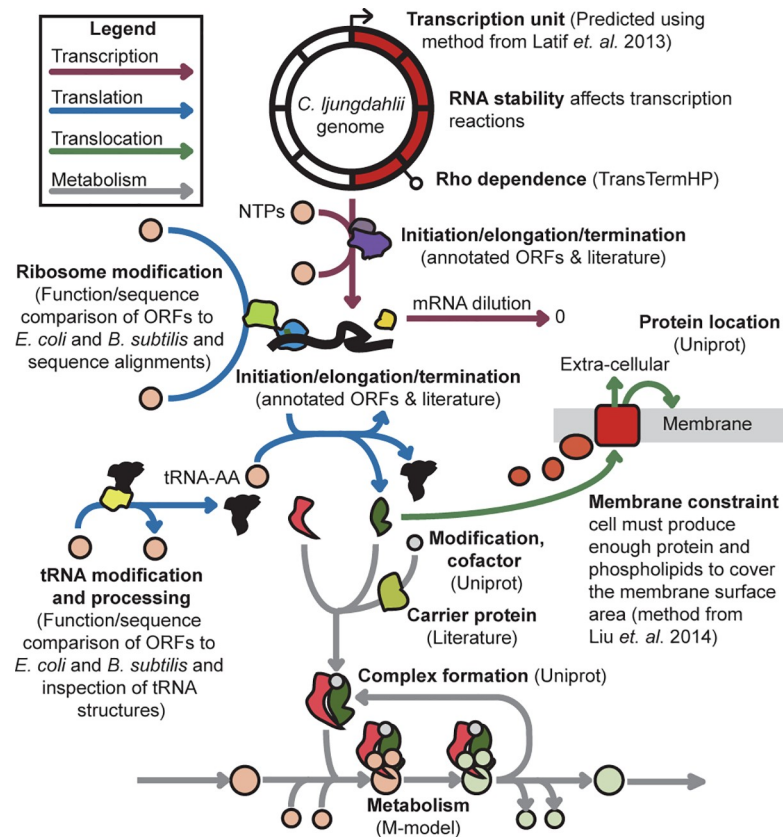 Legend
Transcription
Translation
Translocation
Metabolism
Transcription unit (Predicted using
method from Latif et. al. 2013)
C. ljungdahlii
genome
RNA stability affects transcription
reactions
Rho dependence (TransTermHP)
NTPs
Initiation/elongation/termination
(annotated ORFs & literature)
Ribosome modification
(Function/sequence
comparison of ORFs to
E. coli and B. subtilis and
sequence alignments)
mRNA dilution
0
Protein location
(Uniprot)
Extra-cellular
Membrane
Initiation/elongation/termination
(annotated ORFs & literature)
tRNA-AA
Membrane constraint
cell must produce
enough protein and
phospholipids to cover
the membrane surface
area (method from
Liu et. al. 2014)
Modification,
cofactor
(Uniprot)
tRNA modification
and processing
(Function/sequence
comparison of ORFs to
E. coli and B. subtilis and
inspection of tRNA
structures)
Carrier protein
(Literature)
Complex formation (Uniprot)
Metabolism
(M-model)